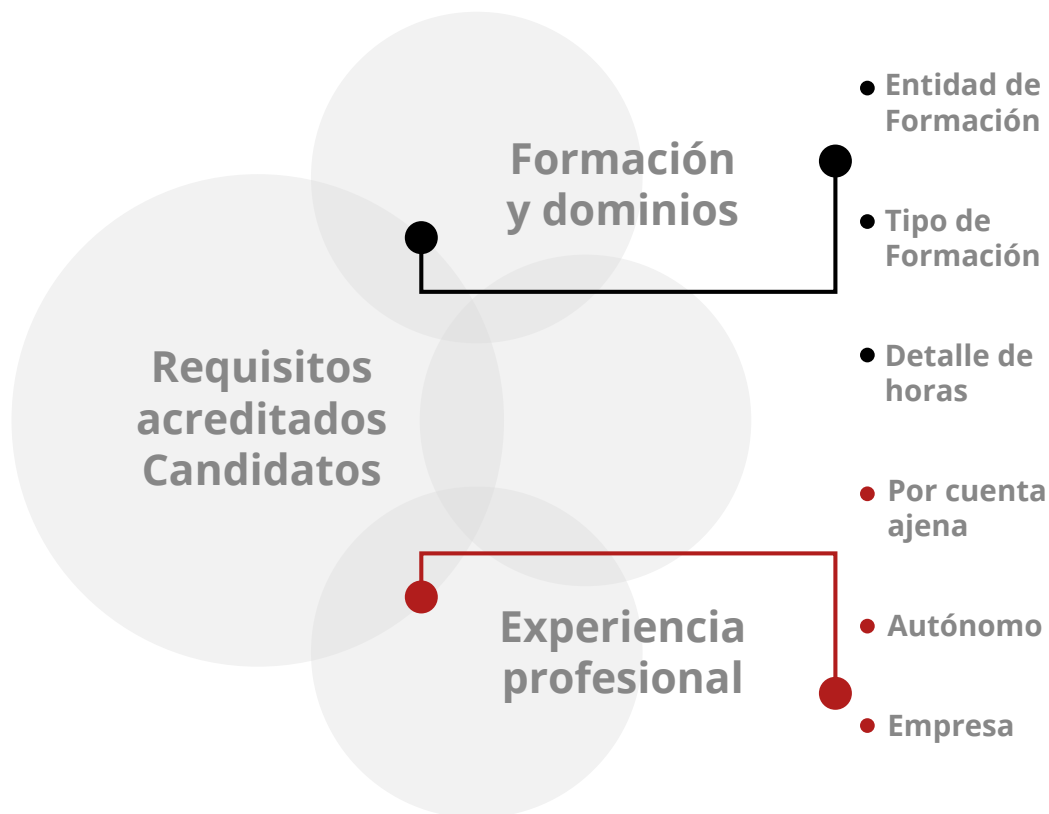 Entidad de
Formación
Formación
y dominios
Tipo de
Formación
Detalle de
horas
Requisitos
acreditados
Candidatos
Por cuenta
ajena
Experiencia
profesional
Autónomo
Empresa